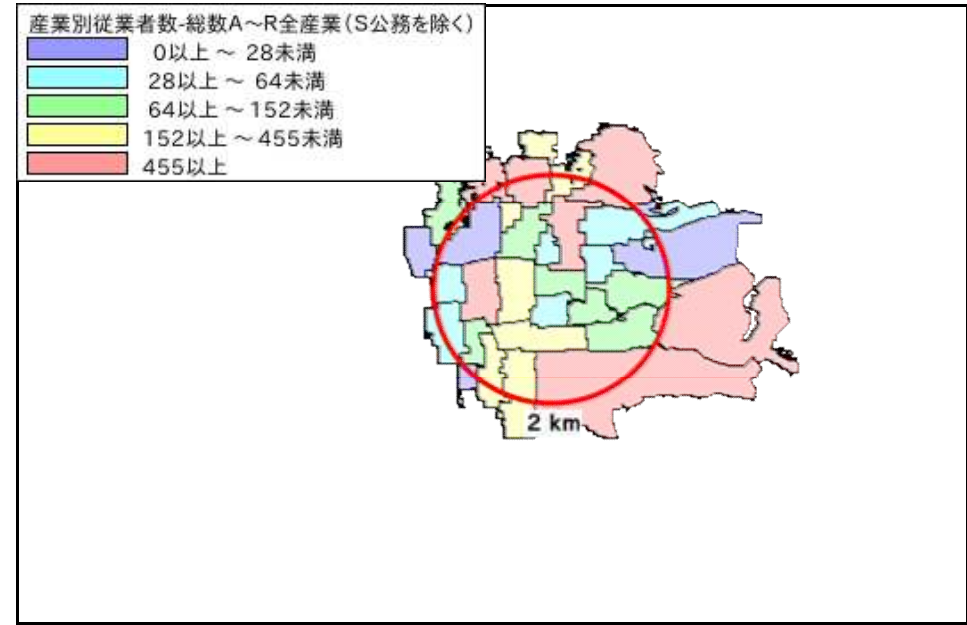 産業別従業者数-総数A～R全産業(S公務を除く)
0以上 ～ 28未満
28以上 ～ 64未満
64以上 ～ 152未満
152以上 ～ 455未満
455以上
2 km